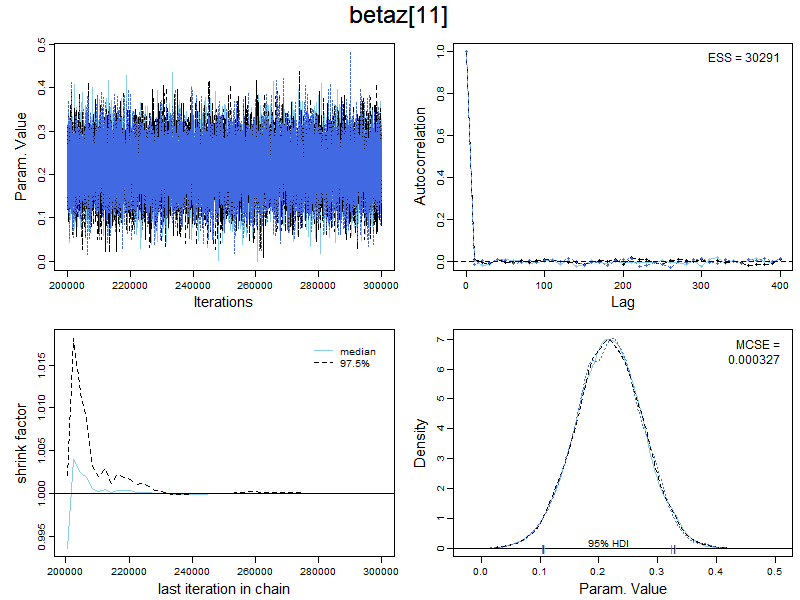 betaz[11]
Param. Value
0.0 0.1 0.2 0.3 0.4 0.5
200000 220000 240000 260000 280000 300000
Iterations
Autocorrelation
0.0 0.2 0.4 0.6 0.8 1.0
ESS = 30291
0 100 200 300 400
Lag
shrink factor
0.995 1.000 1.005 1.010 1.015
median
97.5%
200000 220000 240000 260000 280000 300000
last iteration in chain
Density
0 1 2 3 4 5 6 7
MCSE =
0.000327
95% HDI
0.0 0.1 0.2 0.3 0.4 0.5
Param. Value